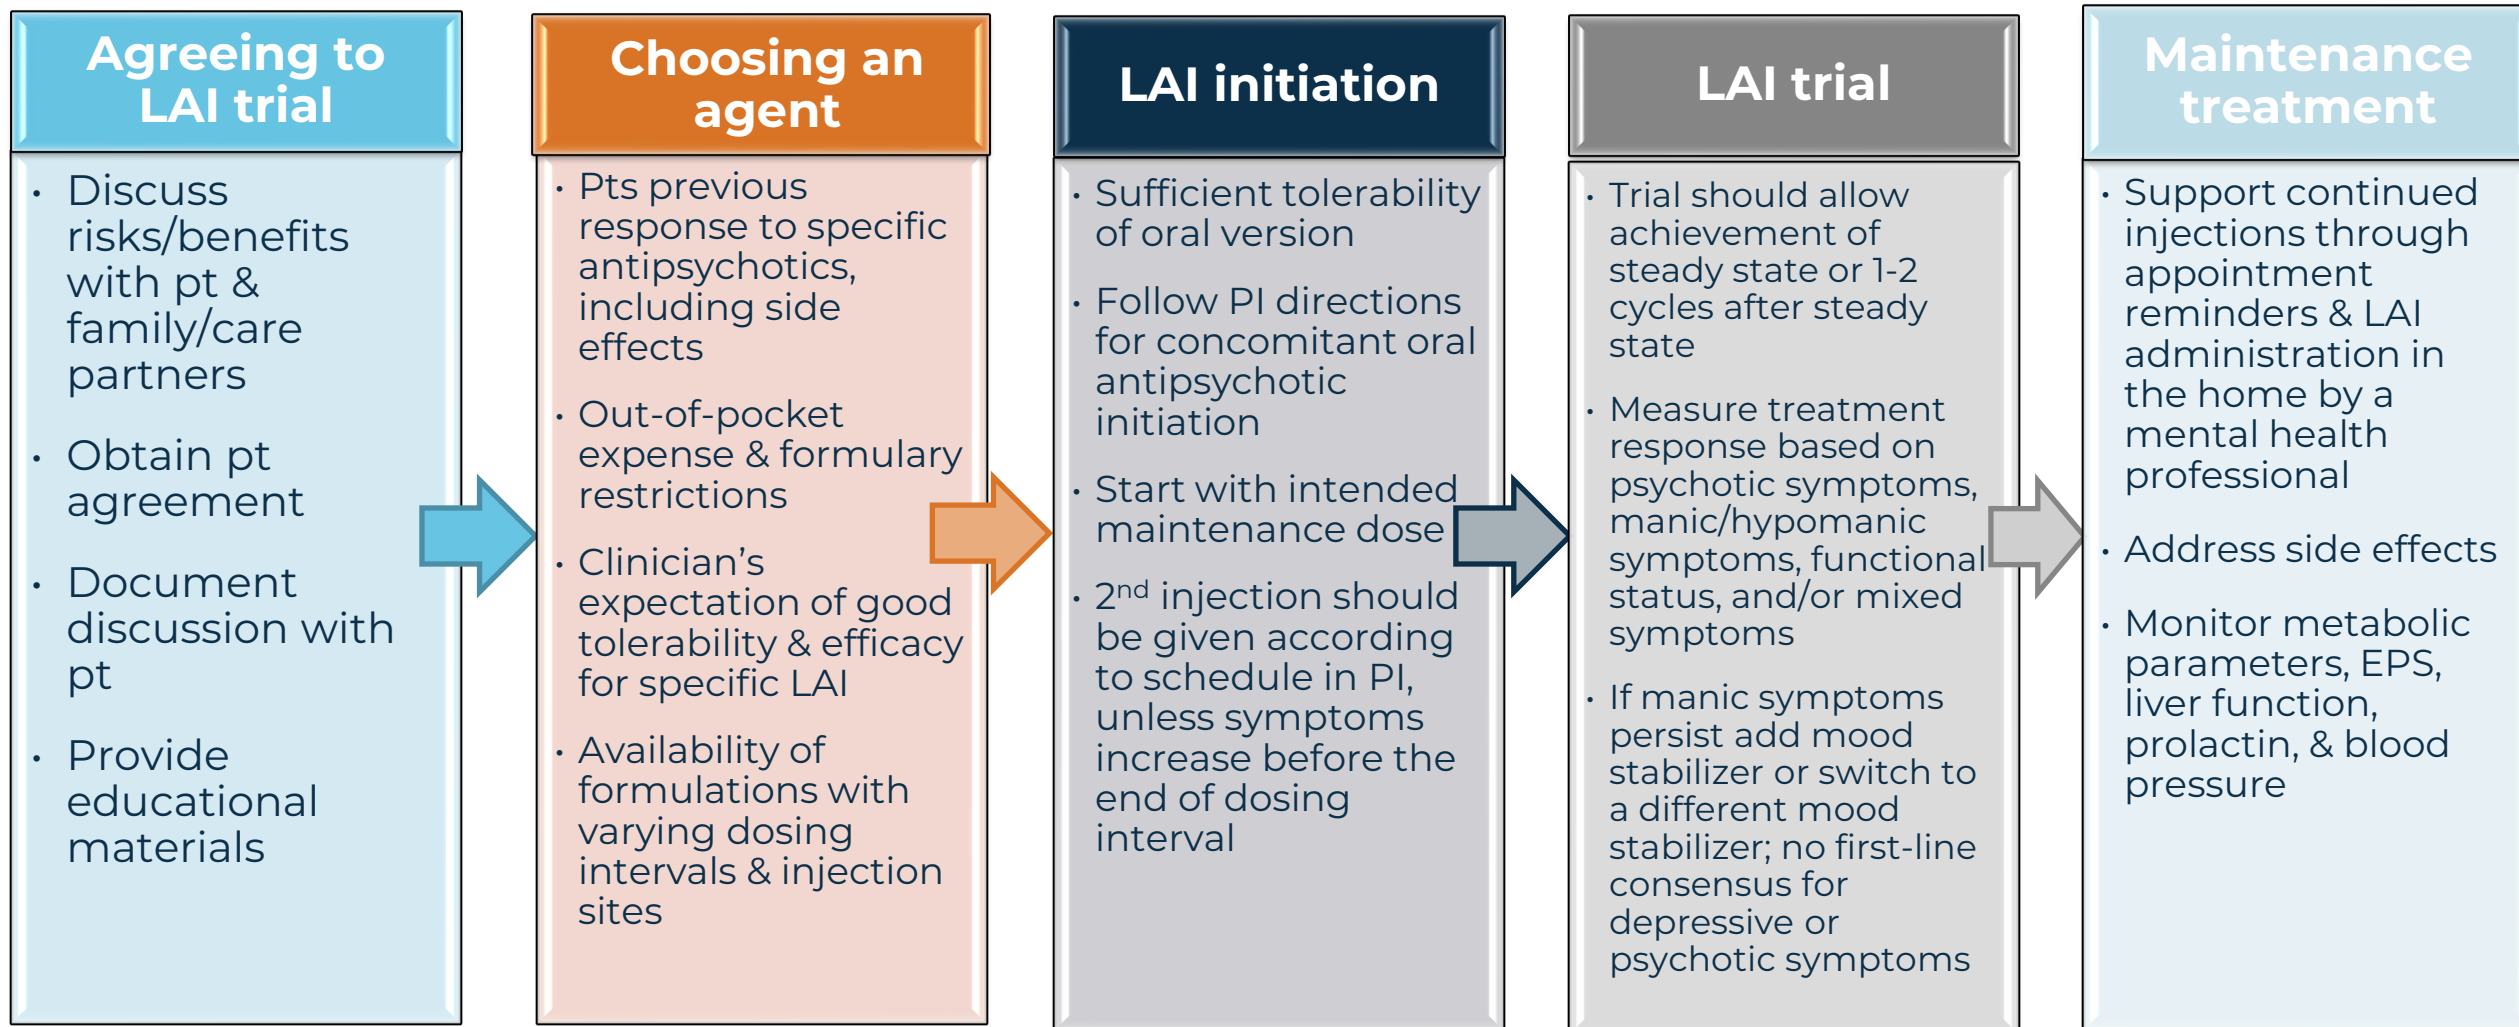 Agreeing to
LAI trial
• Discuss
risks/benefits
with pt &
family/care
partners
• Obtain pt
agreement
• Document
discussion with
pt
• Provide
educational
materials
Choosing an
agent
• Pts previous
response to specific
antipsychotics,
including side
effects
• Out-of-pocket
expense & formulary
restrictions
• Clinician’s
expectation of good
tolerability & efficacy
for specific LAI
• Availability of
formulations with
varying dosing
intervals & injection
sites
LAI initiation
• Sufficient tolerability
of oral version
• Follow PI directions
for concomitant oral
antipsychotic
initiation
• Start with intended
maintenance dose
• 2nd injection should
be given according
to schedule in PI,
unless symptoms
increase before the
end of dosing
interval
LAI trial
• Trial should allow
achievement of
steady state or 1-2
cycles after steady
state
• Measure treatment
response based on
psychotic symptoms,
manic/hypomanic
symptoms, functional
status, and/or mixed
symptoms
• If manic symptoms
persist add mood
stabilizer or switch to
a different mood
stabilizer; no first-line
consensus for
depressive or
psychotic symptoms
Maintenance
treatment
• Support continued
injections through
appointment
reminders & LAI
administration in
the home by a
mental health
professional
• Address side effects
• Monitor metabolic
parameters, EPS,
liver function,
prolactin, & blood
pressure